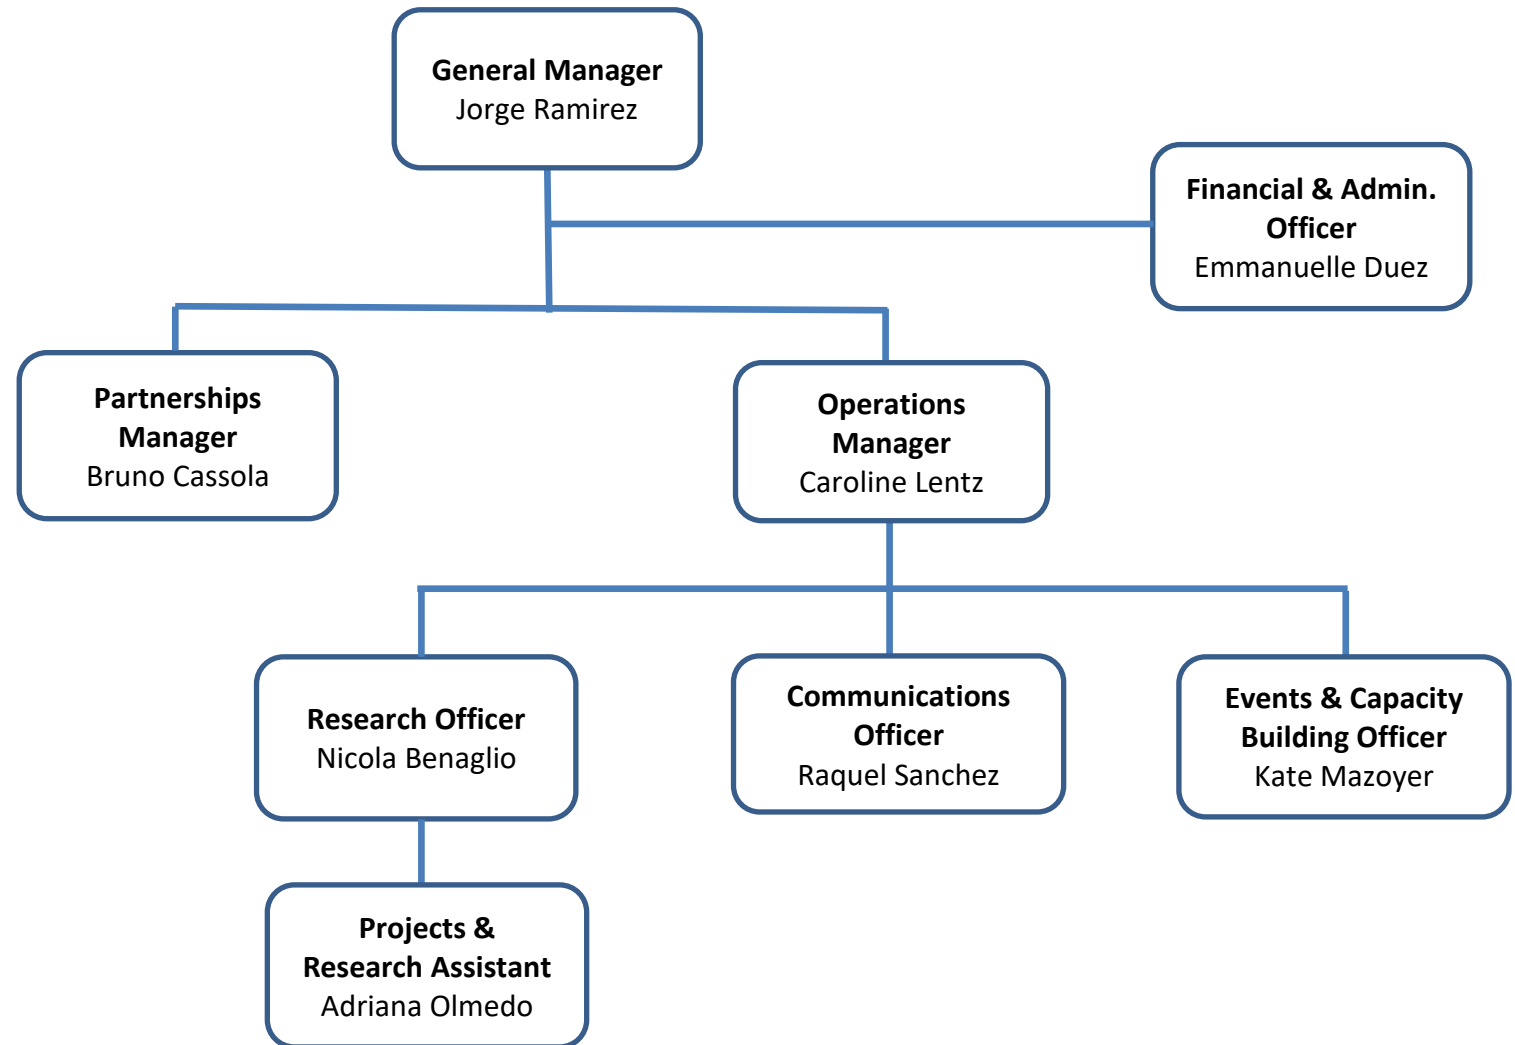 General Manager
Jorge Ramirez
Financial & Admin.
Officer
Emmanuelle Duez
Partnerships
Manager
Bruno Cassola
Operations
Manager
Caroline Lentz
Research Officer
Nicola Benaglio
Communications
Officer
Raquel Sanchez
Events & Capacity
Building Officer
Kate Mazoyer
Projects &
Research Assistant
Adriana Olmedo